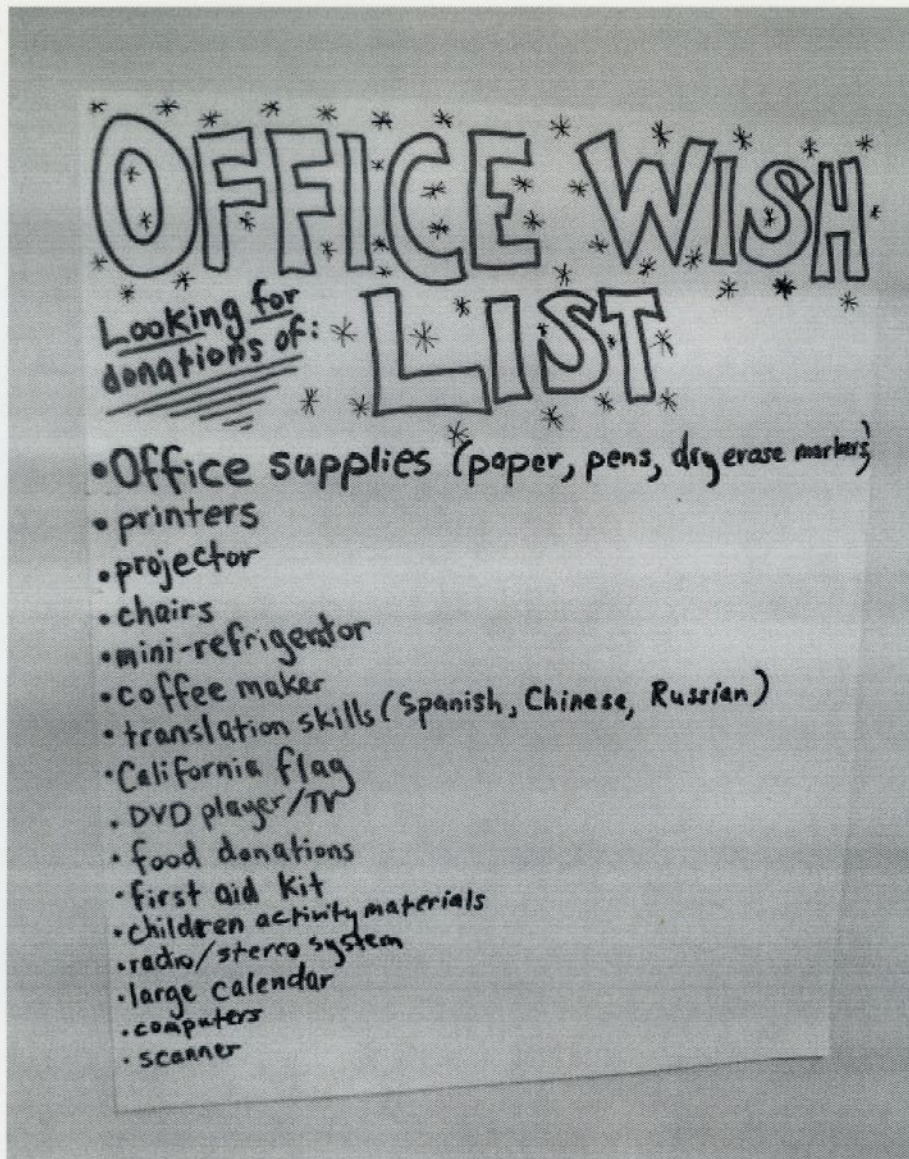 OFFICE WISH
LIST
Looking for
donations of:
•Office supplies (paper, pens, dry erase markers)
•printers
•projector
•chairs
•mini-refrigerator
•coffee maker
•translation skills (Spanish, Chinese, Russian)
•California flag
•DVD player/TV
•food donations
•first aid kit
•children activity materials
•radio/stereo system
•large calendar
•computers
•scanner